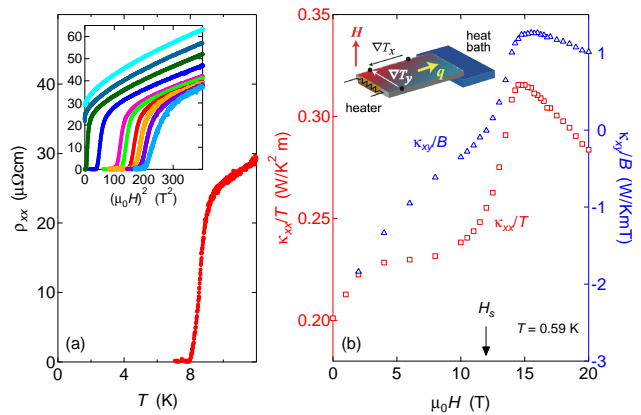 60
50
40
30
20
10
0
0 100 200 300
(μ₀H)² (T²)
60
40
20
0
ρxx (μΩcm)
(a)
0 4 8 12
T (K)
0.35
0.30
0.25
0.20
κxx/T (W/K² m)
H
∇Tx
∇Ty
q
heat
bath
heater
κxy/B
κxx/T
Hs
T = 0.59 K
(b)
0 5 10 15 20
μ₀H (T)
1
0
-1
-2
-3
κxy/B (W/KmT)